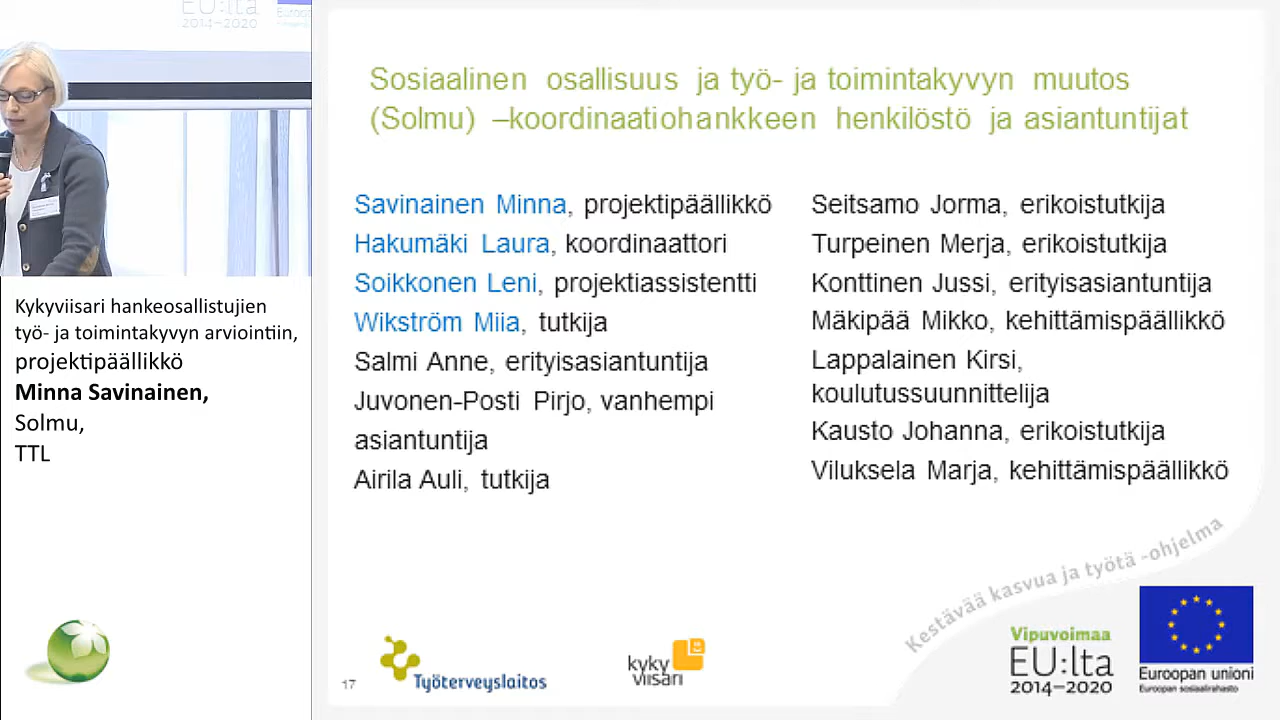 EU:lta
2014–2020
Kykyviisari hankeosallistujien
työ- ja toimintakyvyn arviointiin,
projektipäällikkö
Minna Savinainen,
Solmu,
TTL
Sosiaalinen osallisuus ja työ- ja toimintakyvyn muutos
(Solmu) –koordinaatiohankkeen henkilöstö ja asiantuntijat
Savinainen Minna, projektipäällikkö
Hakumäki Laura, koordinaattori
Soikkonen Leni, projektiassistentti
Wikström Miia, tutkija
Salmi Anne, erityisasiantuntija
Juvonen-Posti Pirjo, vanhempi
asiantuntija
Airila Auli, tutkija
Seitsamo Jorma, erikoistutkija
Turpeinen Merja, erikoistutkija
Konttinen Jussi, erityisasiantuntija
Mäkipää Mikko, kehittämispäällikkö
Lappalainen Kirsi,
koulutussuunnittelija
Kausto Johanna, erikoistutkija
Viluksela Marja, kehittämispäällikkö
Kestävää kasvua ja työtä -ohjelma
17
Työterveyslaitos
kyky
viisari
Vipuvoimaa
EU:lta
2014–2020
Euroopan unioni
Euroopan sosiaalirahasto